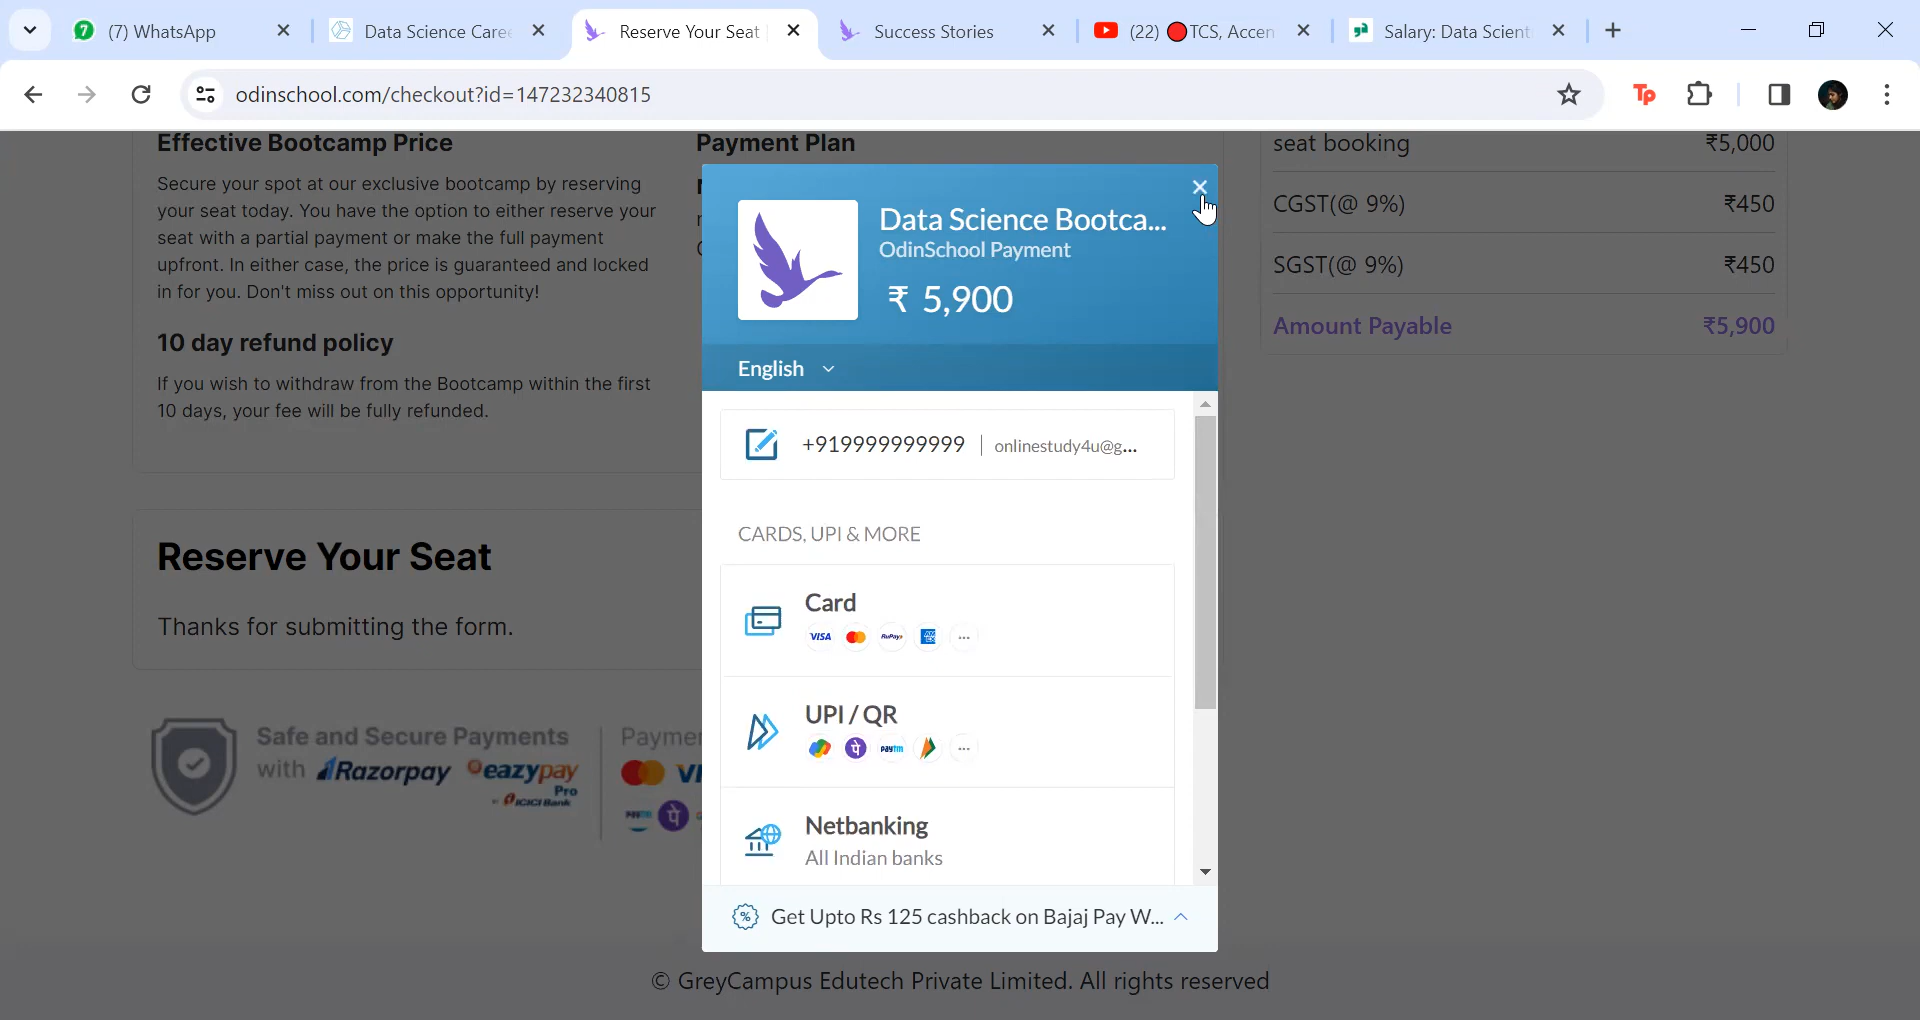 7 (7) WhatsApp
Data Science Care
Reserve Your Seat
Success Stories
(22) TCS, Accen
Salary: Data Scient
odinschool.com/checkout?id=147232340815
Tp
Effective Bootcamp Price
Secure your spot at our exclusive bootcamp by reserving
your seat today. You have the option to either reserve your
seat with a partial payment or make the full payment
upfront. In either case, the price is guaranteed and locked
in for you. Don't miss out on this opportunity!
10 day refund policy
If you wish to withdraw from the Bootcamp within the first
10 days, your fee will be fully refunded.
Payment Plan
seat booking ₹5,000
CGST(@ 9%) ₹450
SGST(@ 9%) ₹450
Amount Payable ₹5,900
Data Science Bootca...
OdinSchool Payment
₹ 5,900
English
+919999999999 | onlinestudy4u@g...
CARDS, UPI & MORE
Card
VISA RuPay
UPI / QR
पे paytm
Netbanking
All Indian banks
Get Upto Rs 125 cashback on Bajaj Pay W...
Reserve Your Seat
Thanks for submitting the form.
Safe and Secure Payments
with Razorpay eazypay
Pro
ICICI Bank
पे
© GreyCampus Edutech Private Limited. All rights reserved